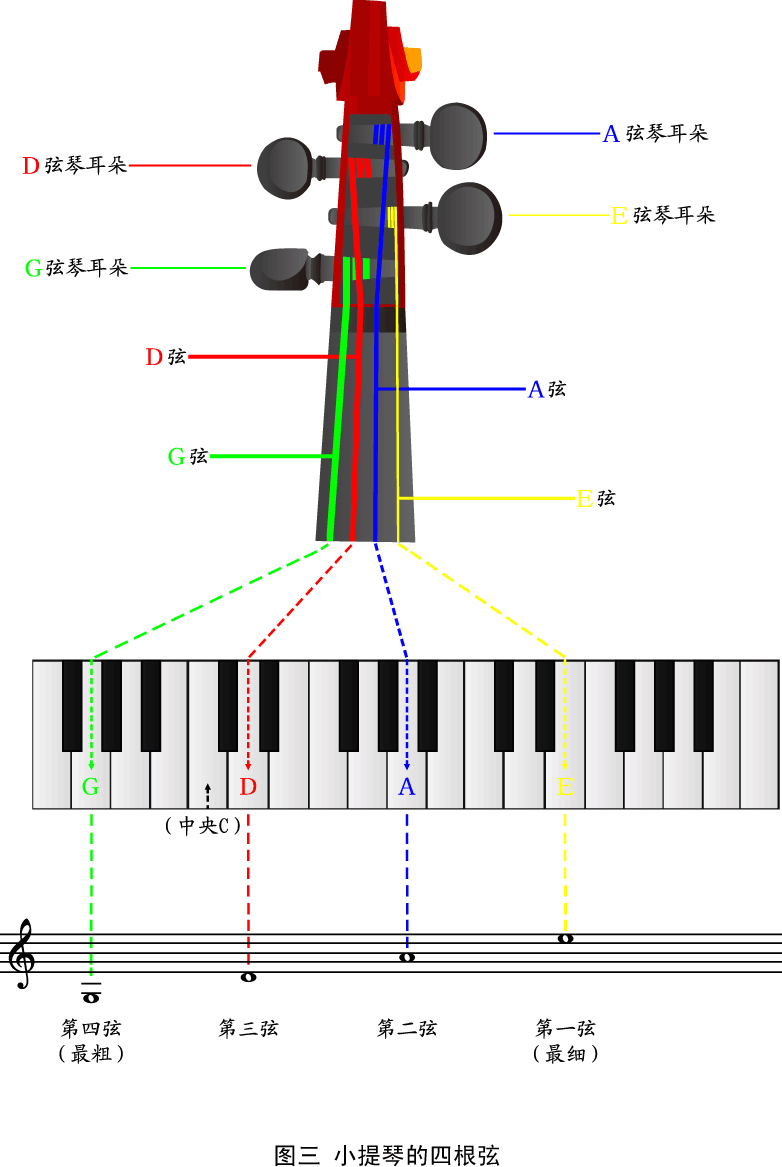 A 弦琴耳朵
D 弦琴耳朵
E 弦琴耳朵
G 弦琴耳朵
D 弦
A 弦
G 弦
E 弦
G D A E
（中央C）
第四弦 第三弦 第二弦 第一弦
（最粗） （最细）
图三 小提琴的四根弦